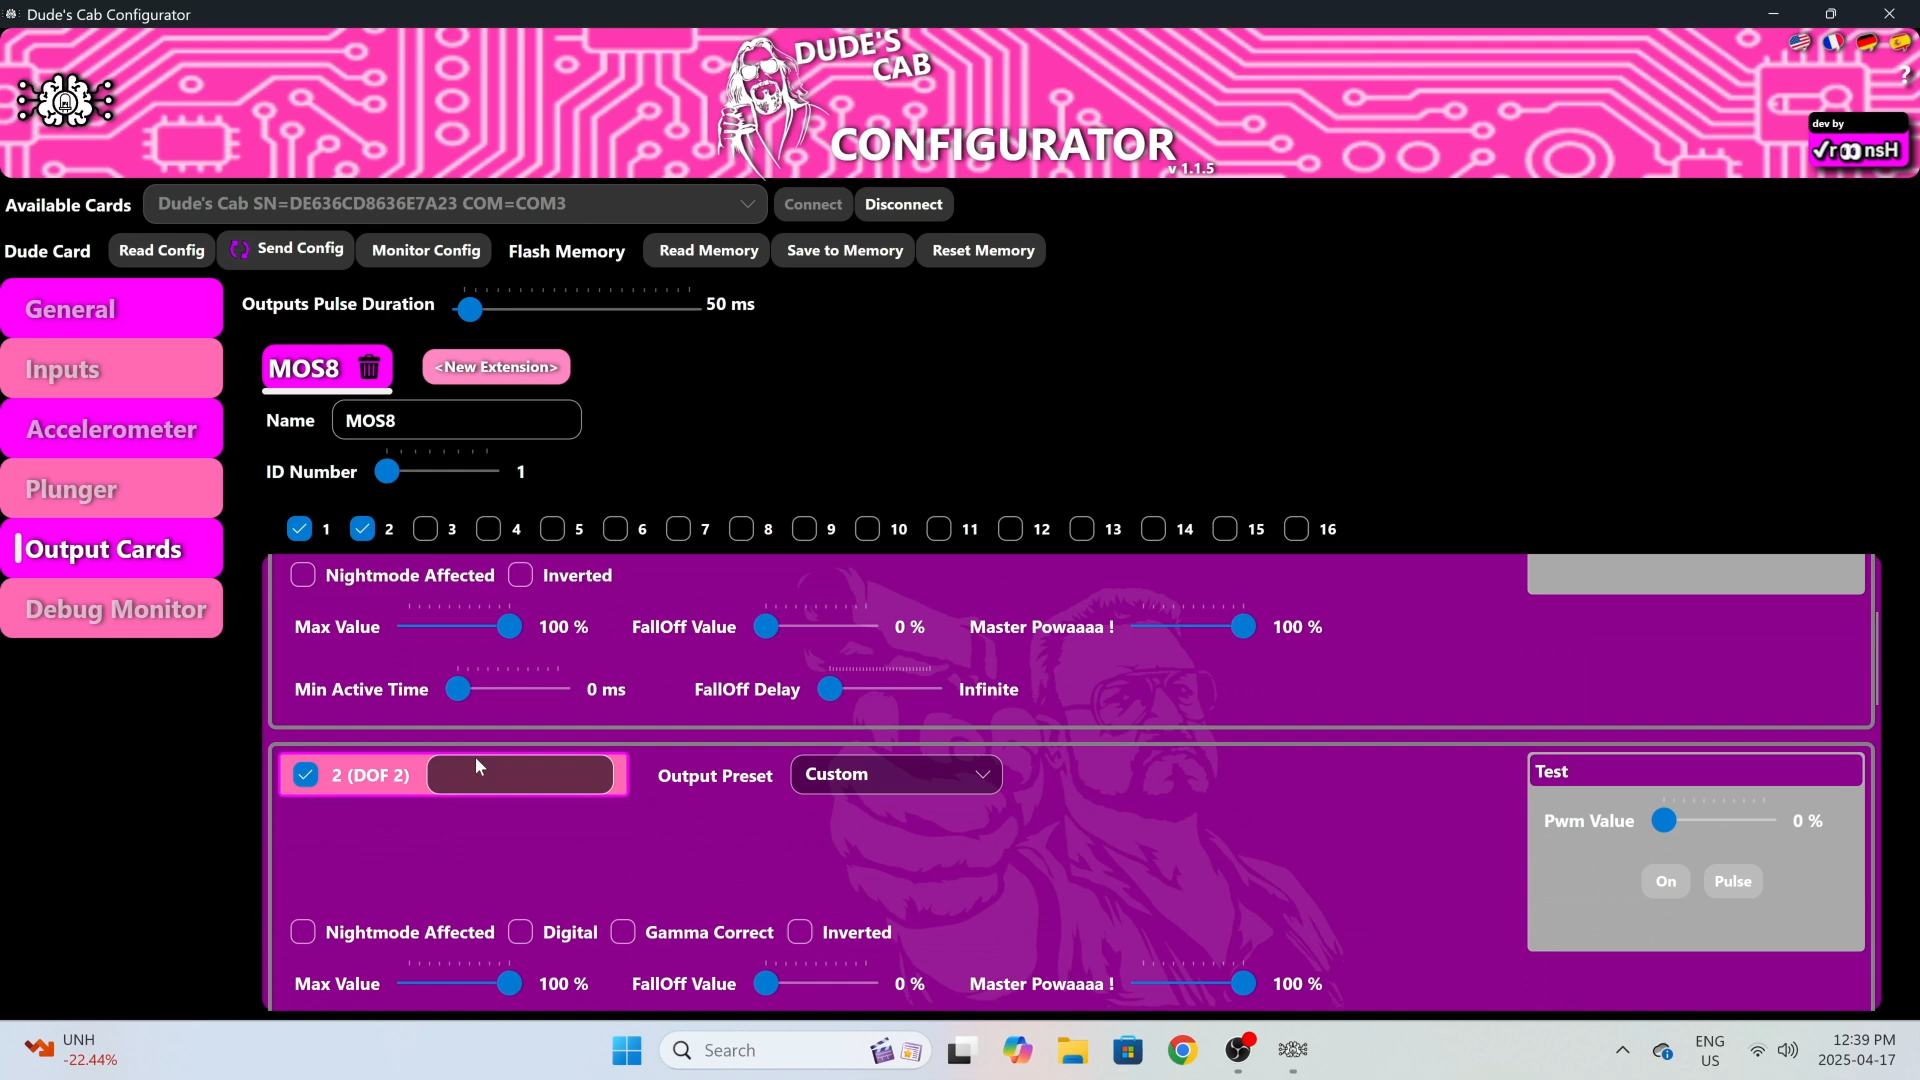 Dude's Cab Configurator
DUDE'S
CAB
CONFIGURATOR
v 1.1.5
?
dev by
Available Cards
Dude's Cab SN=DE636CD8636E7A23 COM=COM3
Connect
Disconnect
Dude Card
Read Config
Send Config
Monitor Config
Flash Memory
Read Memory
Save to Memory
Reset Memory
General
Inputs
Accelerometer
Plunger
Output Cards
Debug Monitor
Outputs Pulse Duration
50 ms
MOS8
<New Extension>
Name
MOS8
ID Number
1
1 2 3 4 5 6 7 8 9 10 11 12 13 14 15 16
Nightmode Affected
Inverted
Max Value
100 %
FallOff Value
0 %
Master Powaaaa !
100 %
Min Active Time
0 ms
FallOff Delay
Infinite
2 (DOF 2)
Output Preset
Custom
Test
Pwm Value
0 %
On
Pulse
Nightmode Affected
Digital
Gamma Correct
Inverted
Max Value
100 %
FallOff Value
0 %
Master Powaaaa !
100 %
UNH
-22.44%
Search
ENG
US
12:39 PM
2025-04-17